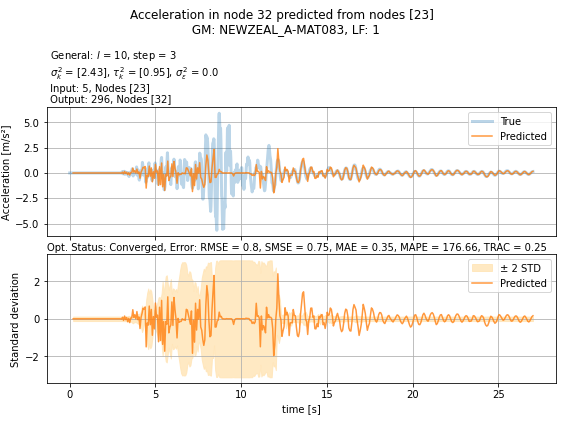 Acceleration in node 32 predicted from nodes [23]
GM: NEWZEAL_A-MAT083, LF: 1
General: l = 10, step = 3
σ²ₖ = [2.43], τ²ₖ = [0.95], σ²ε = 0.0
Input: 5, Nodes [23]
Output: 296, Nodes [32]
Acceleration [m/s²]
5.0
2.5
0.0
−2.5
−5.0
True
Predicted
Opt. Status: Converged, Error: RMSE = 0.8, SMSE = 0.75, MAE = 0.35, MAPE = 176.66, TRAC = 0.25
Standard deviation
2
0
−2
± 2 STD
Predicted
0 5 10 15 20 25
time [s]